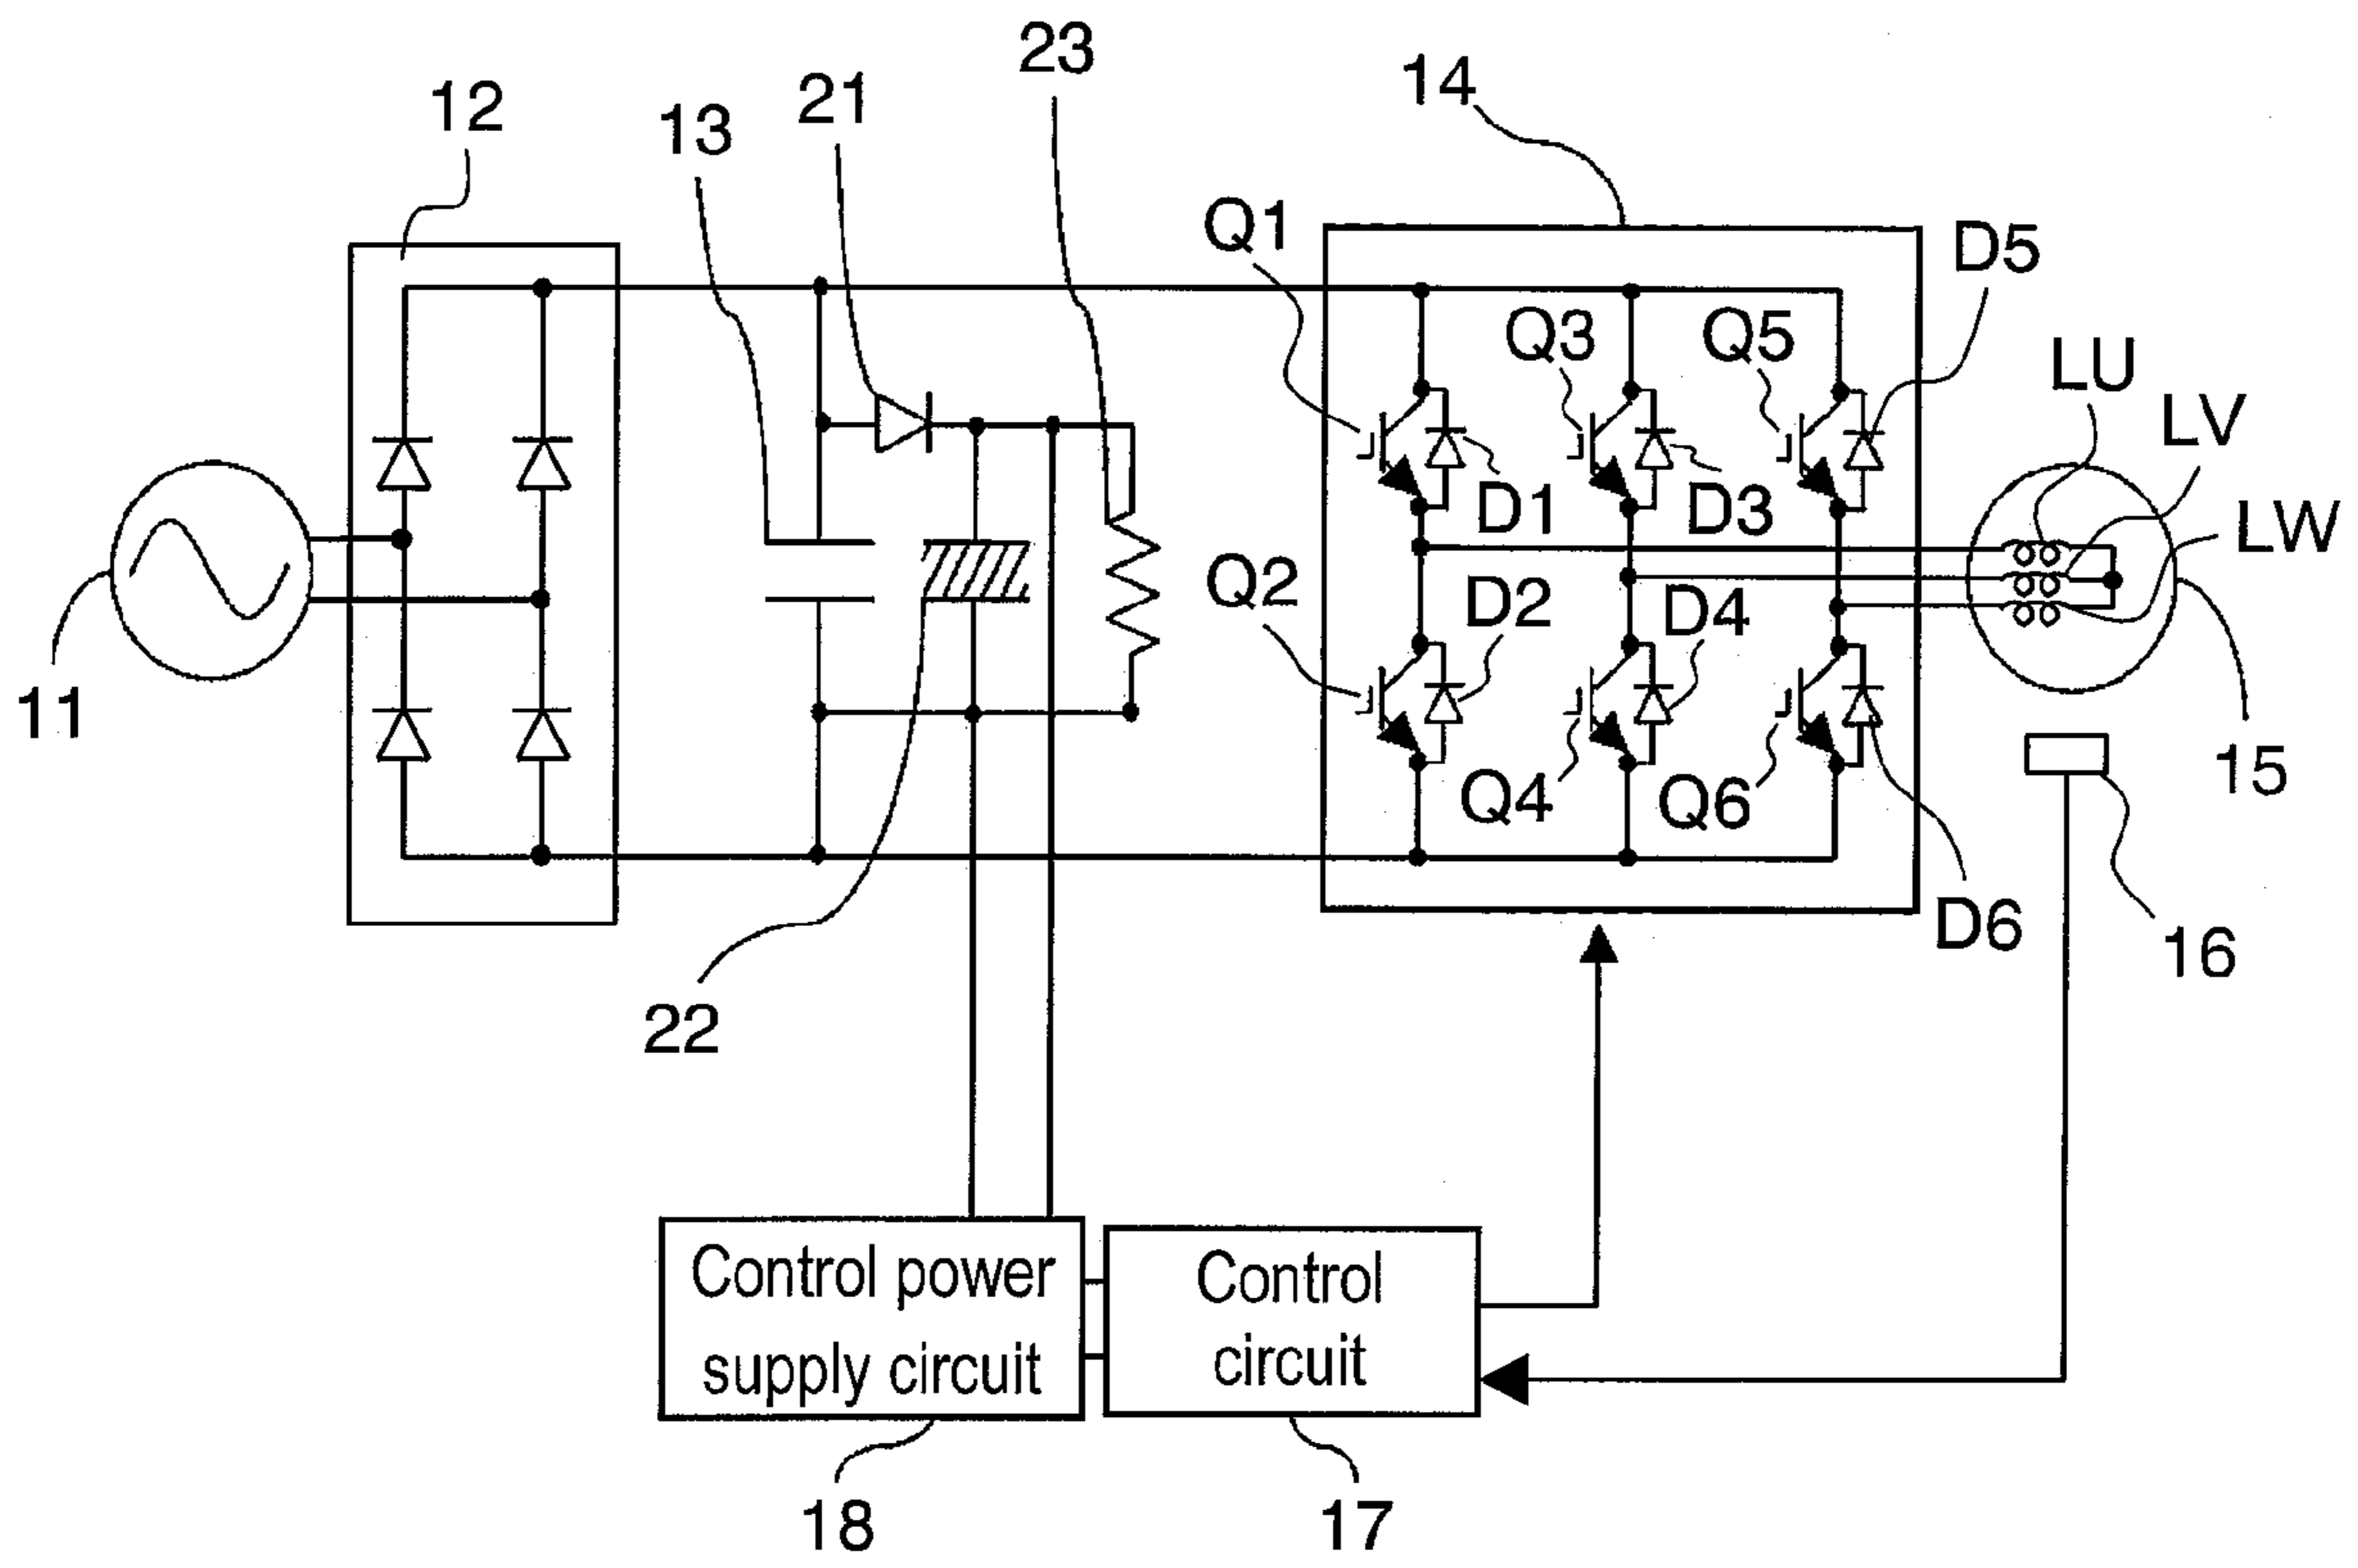 23
14
21
12
13
Q1
D5
Q3
Q5
LU
LV
D1
D3
LW
Q2
D2
D4
11
Q4
Q6
15
D6
16
22
Control power
supply circuit
Control
circuit
18
17